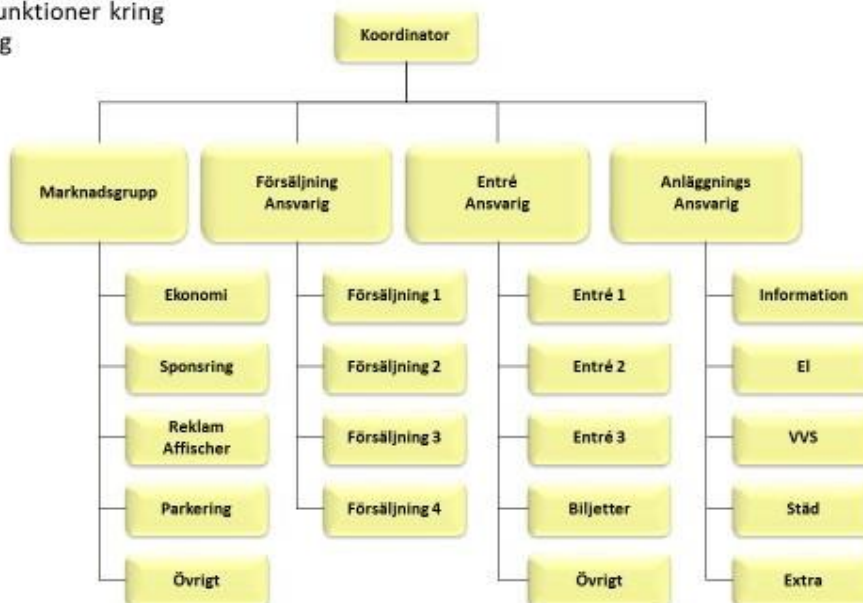 unktioner kring
g
Koordinator
Marknadsgrupp
Försäljning
Ansvarig
Entré
Ansvarig
Anläggnings
Ansvarig
Ekonomi
Sponsring
Reklam
Affischer
Parkering
Övrigt
Försäljning 1
Försäljning 2
Försäljning 3
Försäljning 4
Entré 1
Entré 2
Entré 3
Biljetter
Övrigt
Information
El
VVS
Städ
Extra